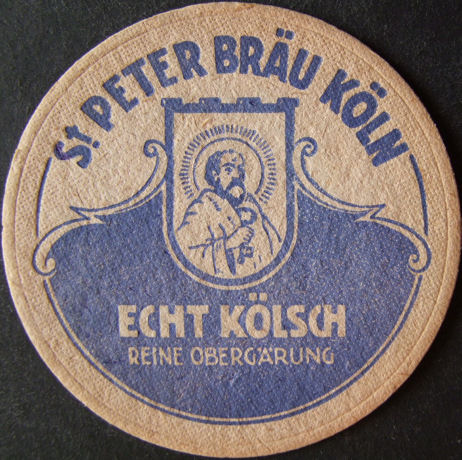 St PETER BRÄU KÖLN
ECHT KÖLSCH
REINE OBERGÄRUNG